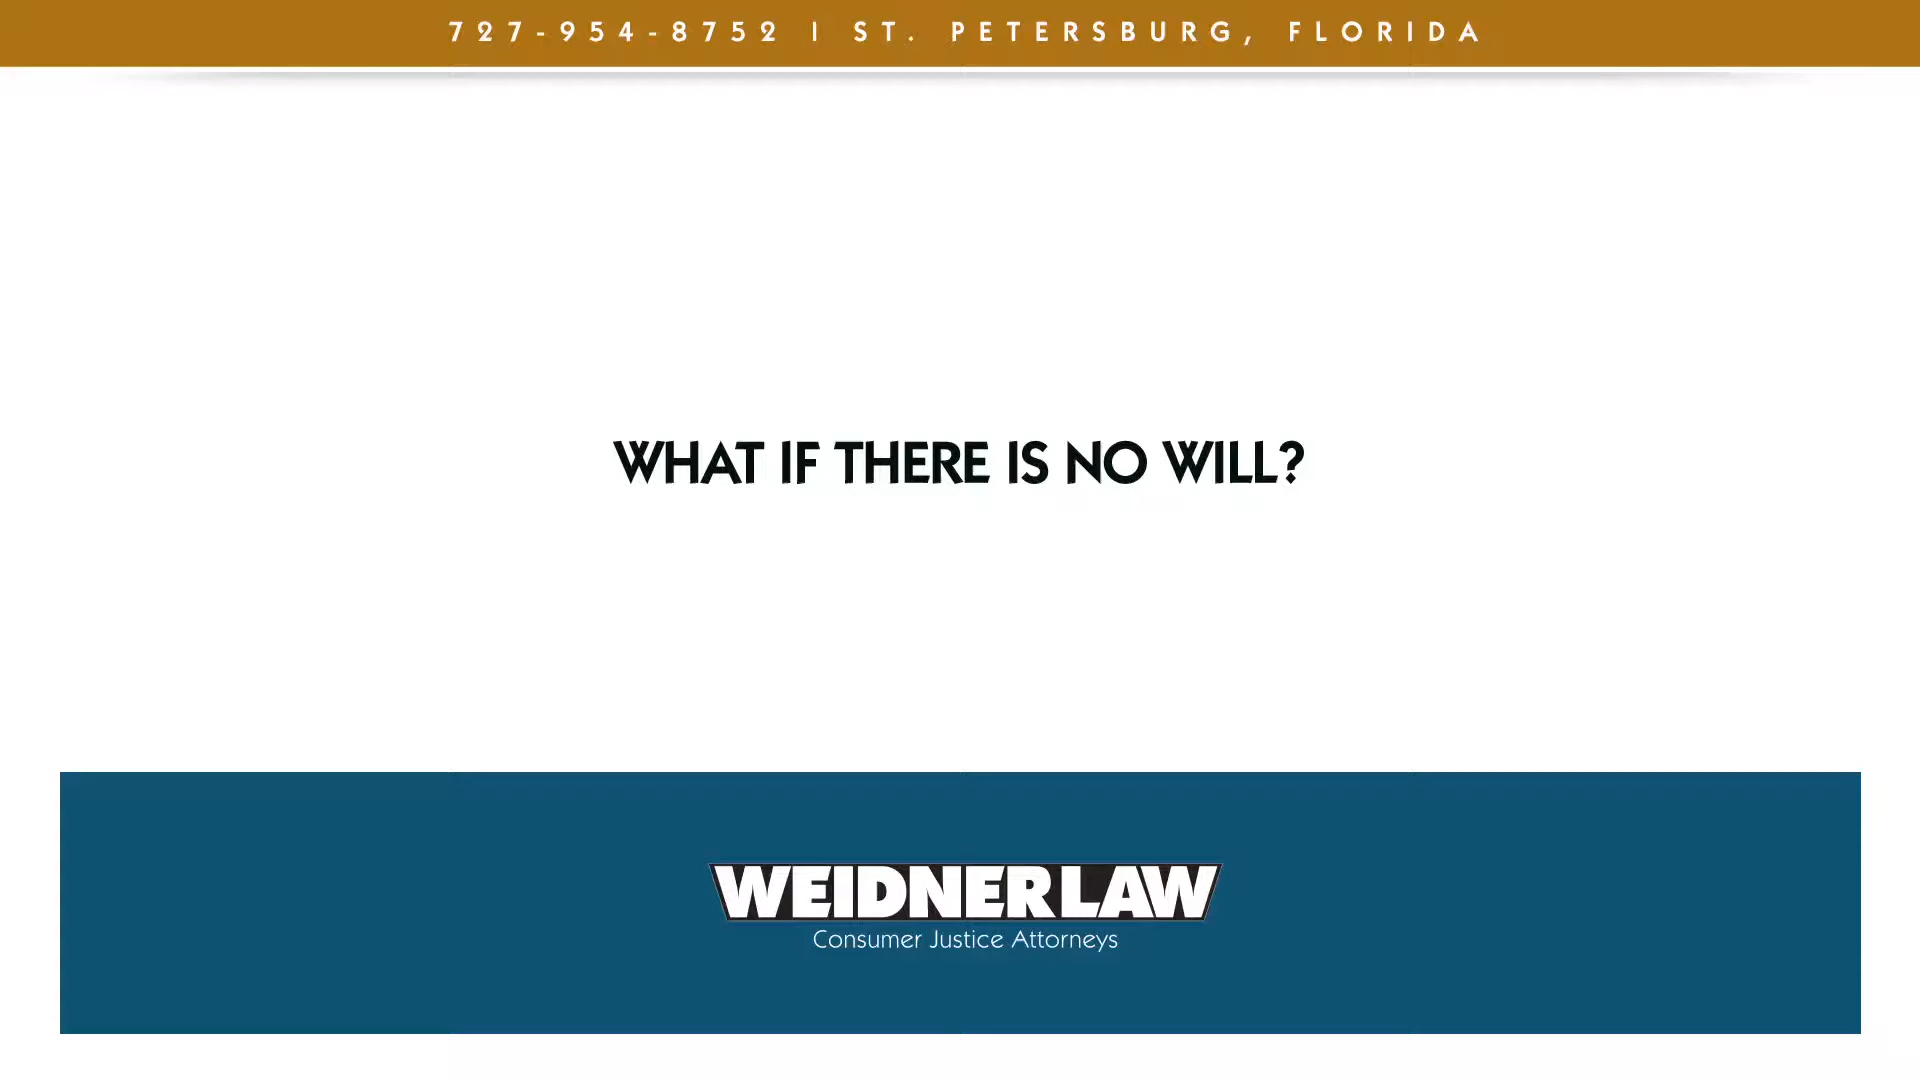 727-954-8752 | ST. PETERSBURG, FLORIDA
WHAT IF THERE IS NO WILL?
WEIDNERLAW
Consumer Justice Attorneys